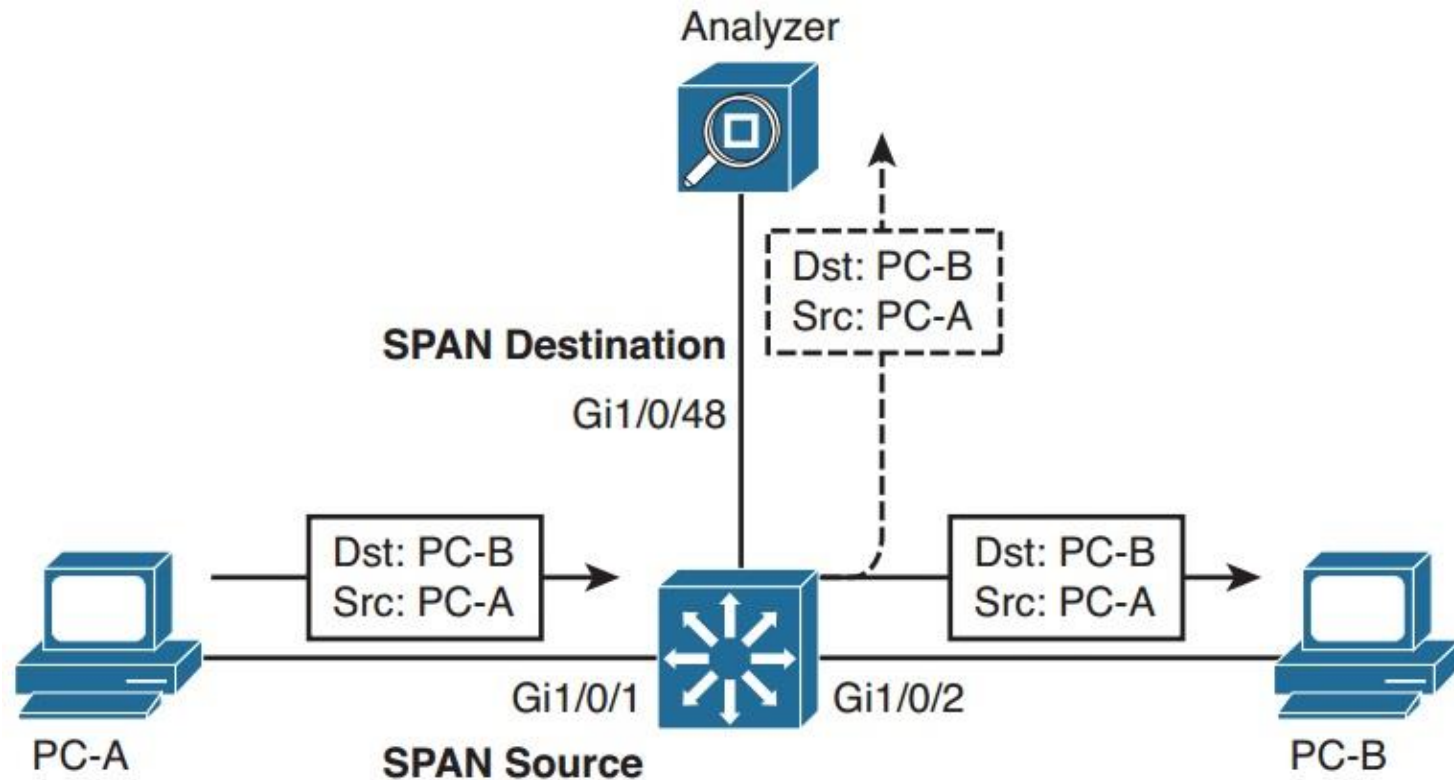 Analyzer
Dst: PC-B
Src: PC-A
SPAN Destination
Gi1/0/48
Dst: PC-B
Src: PC-A
Dst: PC-B
Src: PC-A
Gi1/0/1
Gi1/0/2
PC-A
SPAN Source
PC-B